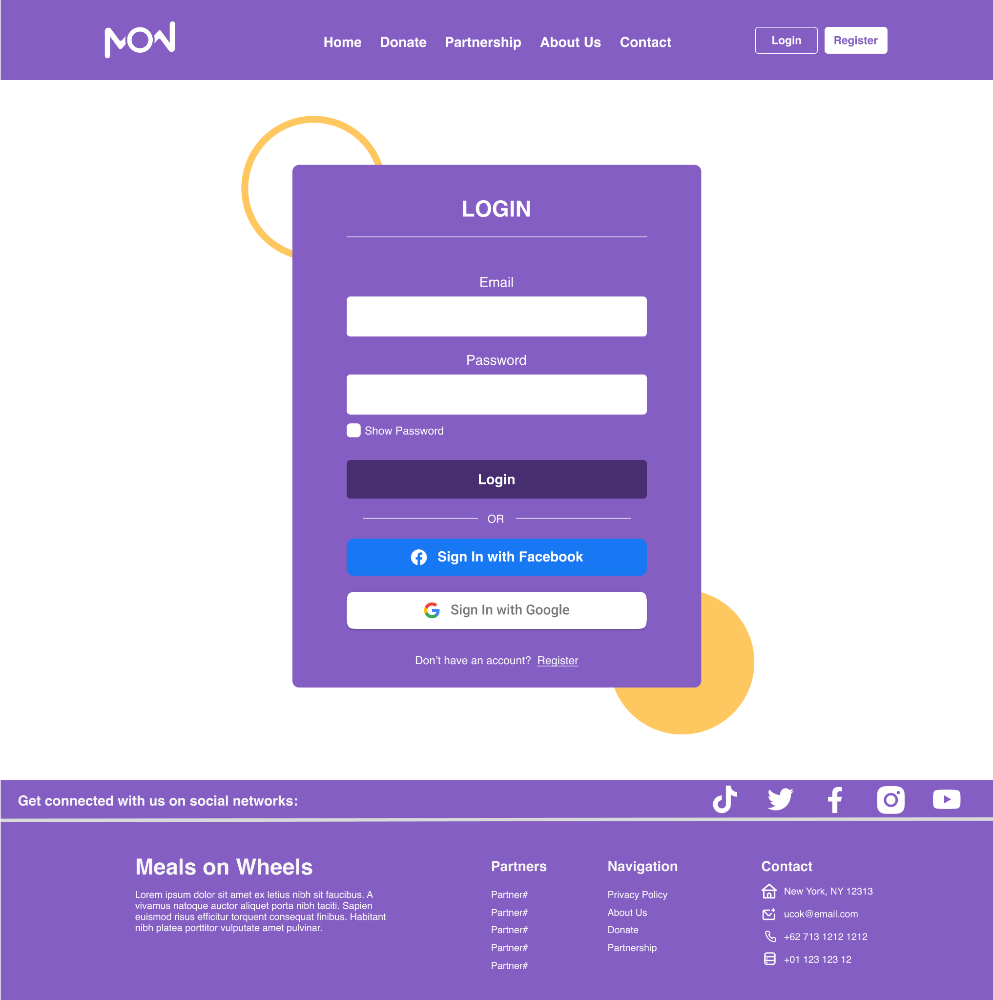 MOW
Home Donate Partnership About Us Contact
Login Register
LOGIN
Email
Password
Show Password
Login
OR
Sign In with Facebook
Sign In with Google
Don’t have an account? Register
Get connected with us on social networks:
Meals on Wheels
Lorem ipsum dolor sit amet ex letius nibh sit faucibus. A
vivamus natoque auctor aliquet porta nibh taciti. Sapien
euismod risus efficitur torquent consequat finibus. Habitant
nibh platea porttitor vulputate amet pulvinar.
Partners
Partner#
Partner#
Partner#
Partner#
Partner#
Navigation
Privacy Policy
About Us
Donate
Partnership
Contact
New York, NY 12313
ucok@email.com
+62 713 1212 1212
+01 123 123 12